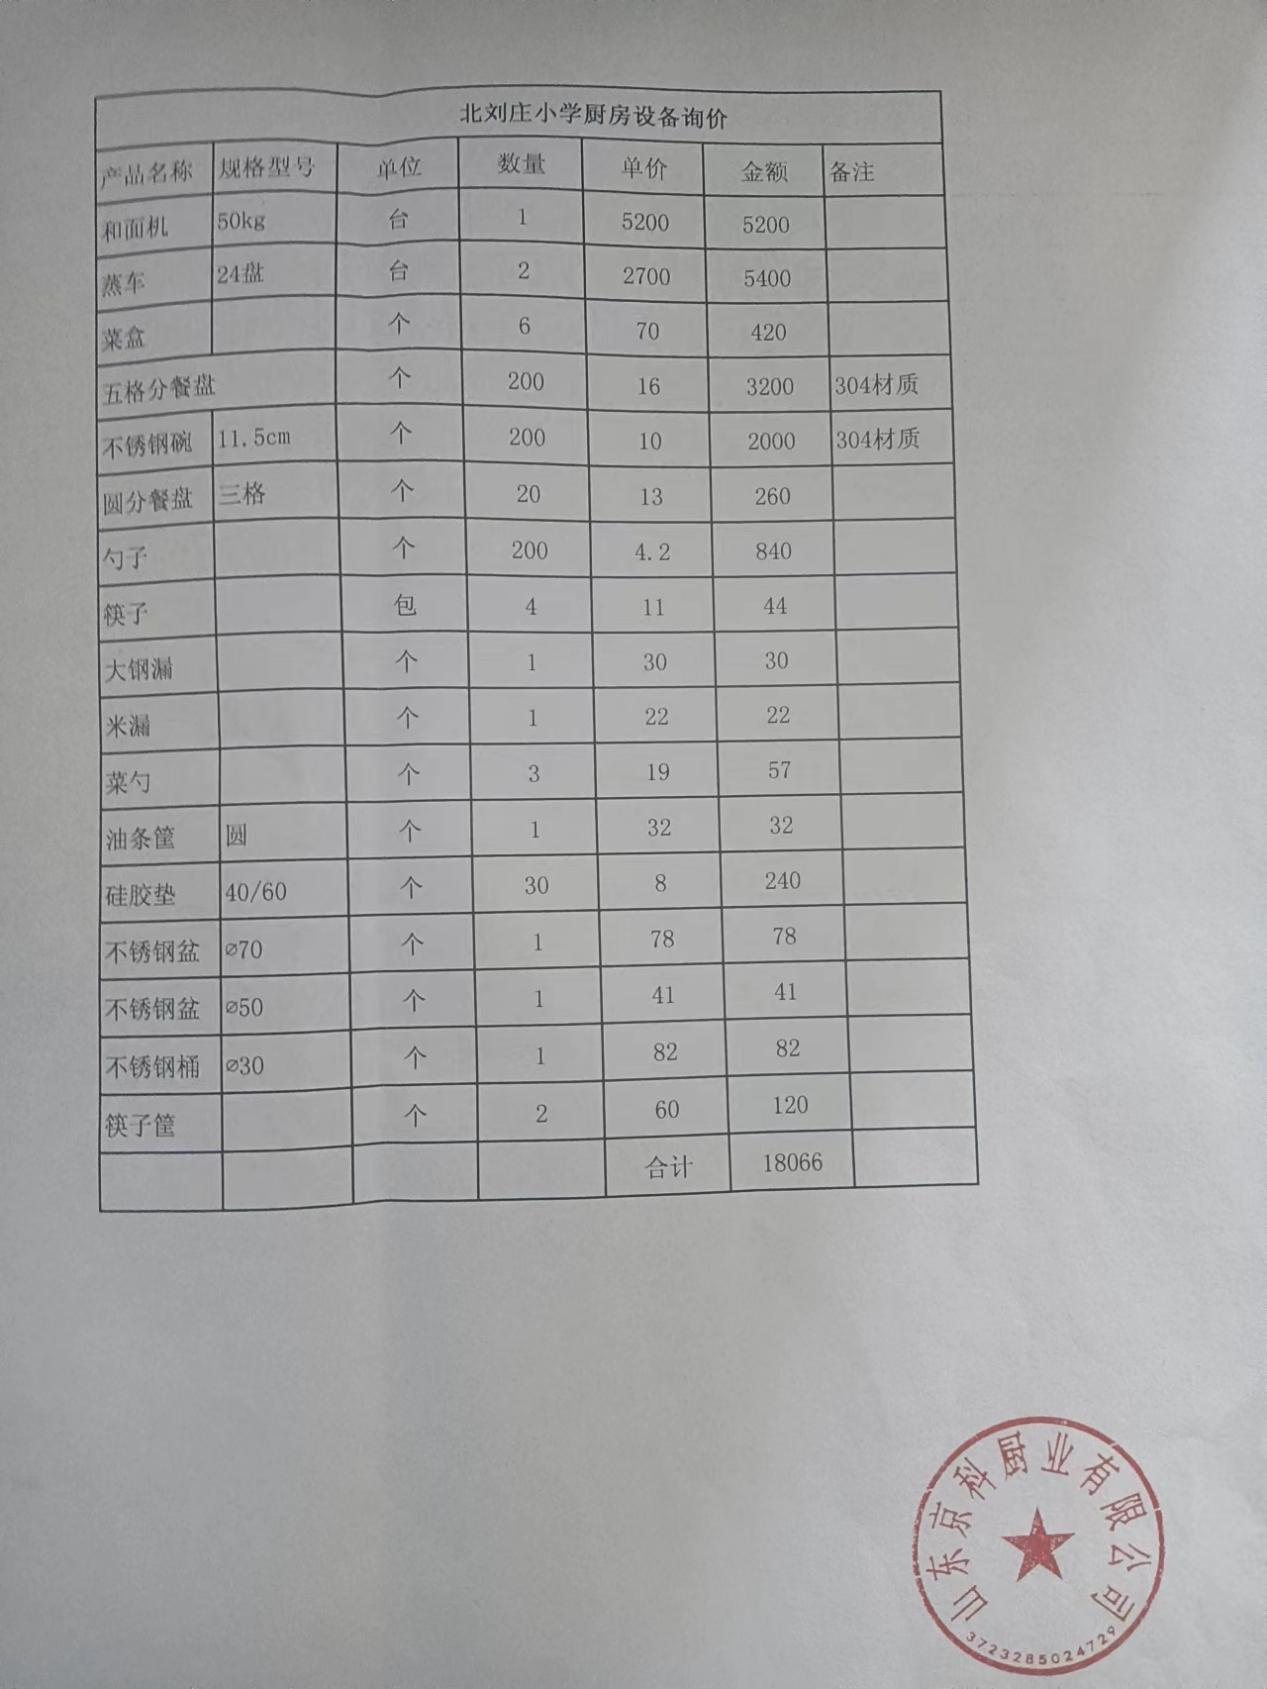 北刘庄小学厨房设备询价
产品名称 规格型号 单位 数量 单价 金额 备注
和面机 50kg 台 1 5200 5200
蒸车 24盘 台 2 2700 5400
菜盒 个 6 70 420
五格分餐盘 个 200 16 3200 304材质
不锈钢碗 11.5cm 个 200 10 2000 304材质
圆分餐盘 三格 个 20 13 260
勺子 个 200 4.2 840
筷子 包 4 11 44
大钢漏 个 1 30 30
米漏 个 1 22 22
菜勺 个 3 19 57
油条筐 圆 个 1 32 32
硅胶垫 40/60 个 30 8 240
不锈钢盆 ∅70 个 1 78 78
不锈钢盆 ∅50 个 1 41 41
不锈钢桶 ∅30 个 1 82 82
筷子筐 个 2 60 120
合计 18066
山东京科厨业有限公司
3723285024729